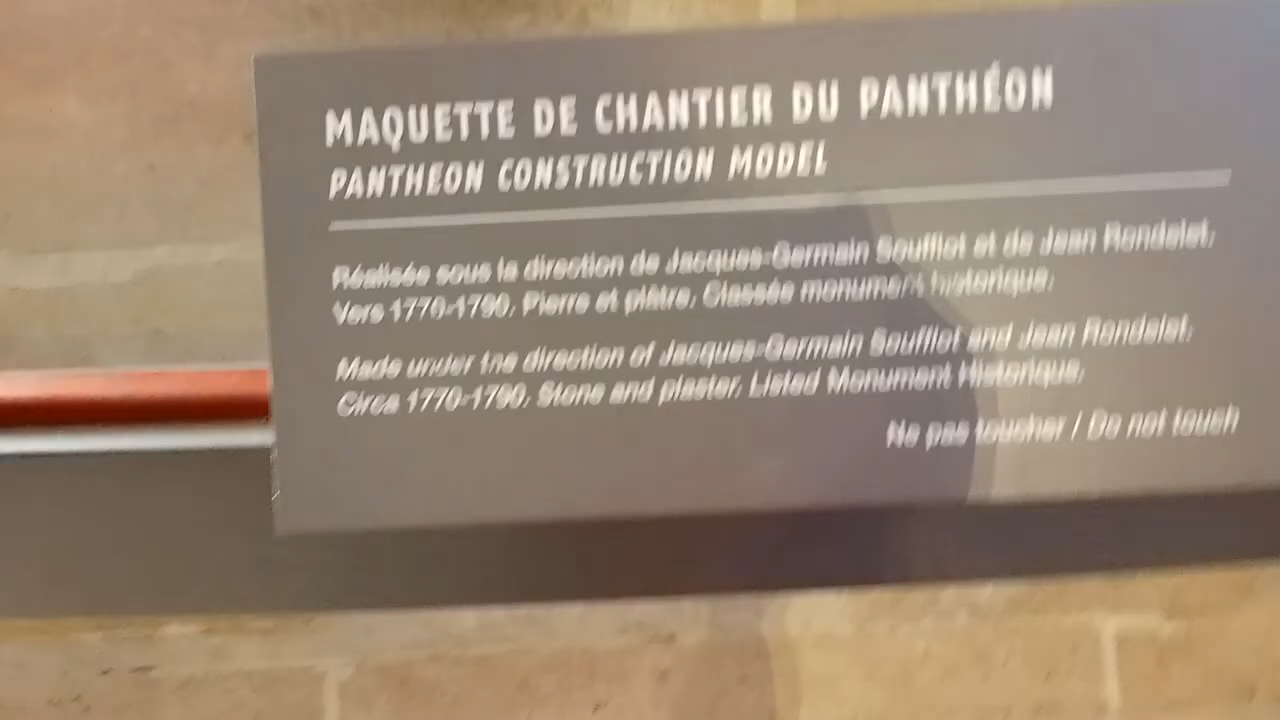 MAQUETTE DE CHANTIER DU PANTHÉON
PANTHEON CONSTRUCTION MODEL
Réalisée sous la direction de Jacques-Germain Soufflot et de Jean Rondelet.
Vers 1770-1790. Pierre et plâtre. Classée monument historique.
Made under the direction of Jacques-Germain Soufflot and Jean Rondelet.
Circa 1770-1790. Stone and plaster. Listed Monument Historique.
Ne pas toucher / Do not touch